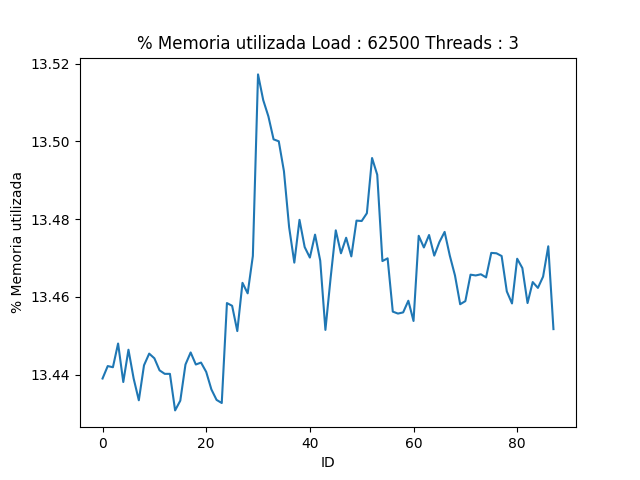 % Memoria utilizada Load : 62500 Threads : 3
13.52
13.50
13.48
13.46
13.44
% Memoria utilizada
0 20 40 60 80
ID